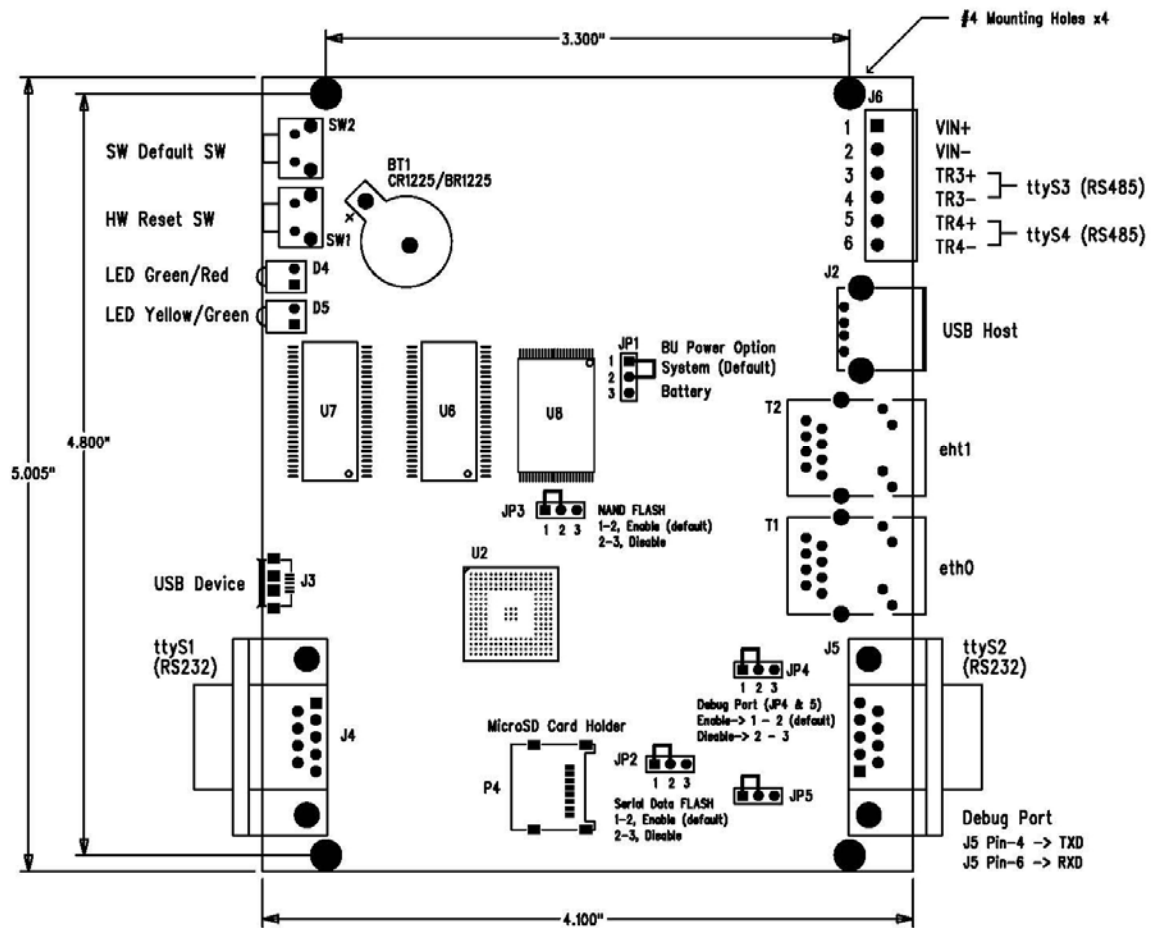 #4 Mounting Holes x4
3.300"
J6
SW2
SW Default SW
BT1
CR1225/BR1225
HW Reset SW
SW1
1 VIN+
2 VIN-
3 TR3+
4 TR3-
ttyS3 (RS485)
5 TR4+
6 TR4-
ttyS4 (RS485)
LED Green/Red
D4
LED Yellow/Green
D5
J2
USB Host
JP1
1
2
3
BU Power Option
System (Default)
Battery
U7
U6
U8
T2
eht1
4.800"
5.005"
JP3
1 2 3
NAND FLASH
1-2, Enable (default)
2-3, Disable
T1
eth0
U2
USB Device
J3
ttyS1
(RS232)
J4
J5
ttyS2
(RS232)
JP4
1 2 3
Debug Port (JP4 & 5)
Enable-> 1 - 2 (default)
Disable-> 2 - 3
MicroSD Card Holder
P4
JP2
1 2 3
Serial Data FLASH
1-2, Enable (default)
2-3, Disable
JP5
Debug Port
J5 Pin-4 -> TXD
J5 Pin-6 -> RXD
4.100"